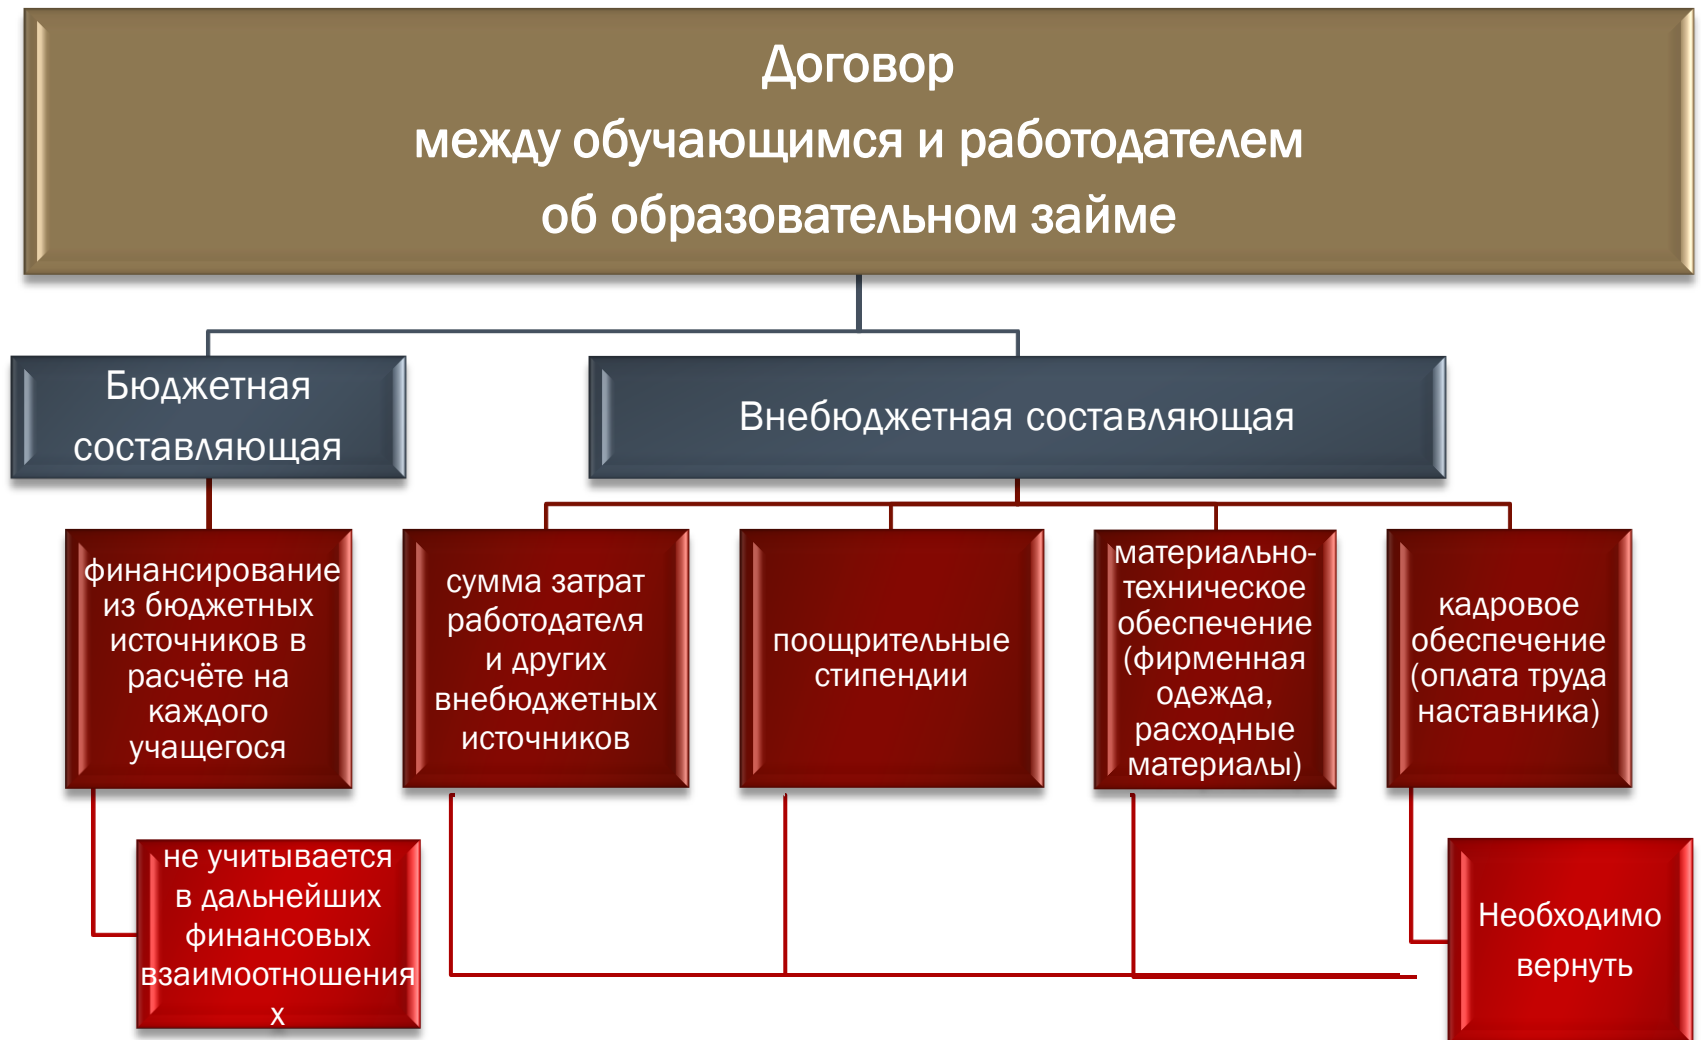 Договор
между обучающимся и работодателем
об образовательном займе
Бюджетная
составляющая
Внебюджетная составляющая
финансирование
из бюджетных
источников в
расчёте на
каждого
учащегося
сумма затрат
работодателя
и других
внебюджетных
источников
поощрительные
стипендии
материально-
техническое
обеспечение
(фирменная
одежда,
расходные
материалы)
кадровое
обеспечение
(оплата труда
наставника)
не учитывается
в дальнейших
финансовых
взаимоотношения
х
Необходимо
вернуть